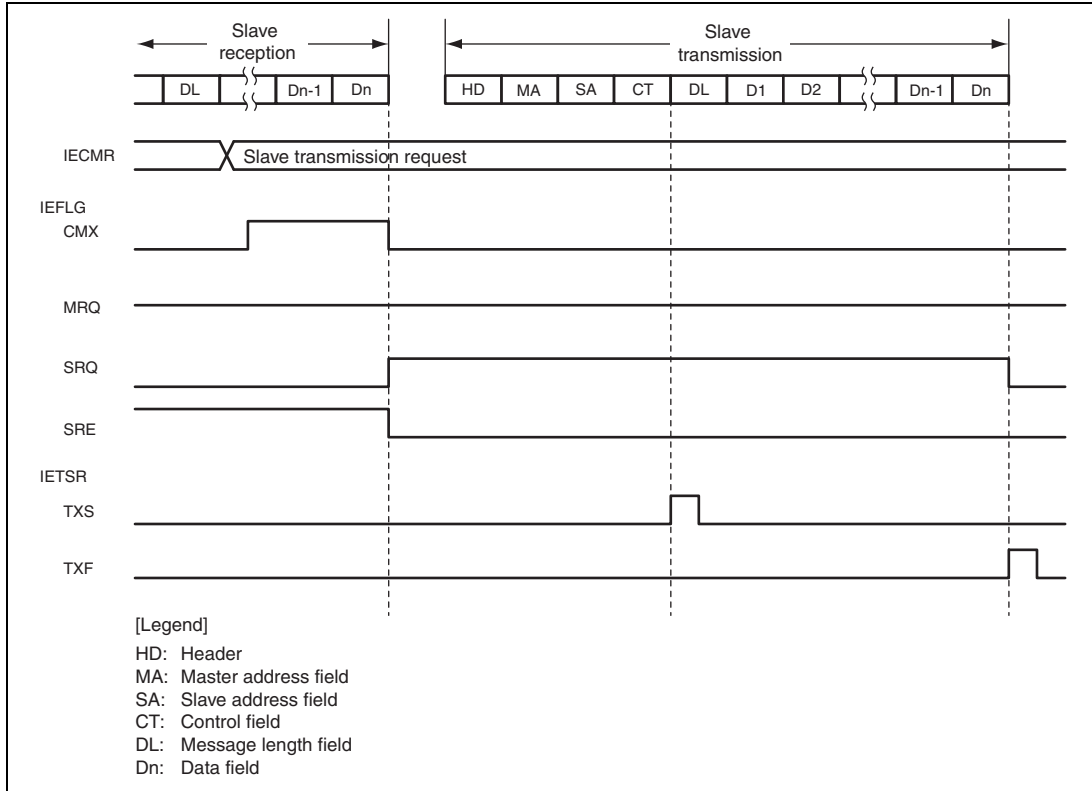 Slave
reception
Slave
transmission
DL Dn-1 Dn HD MA SA CT DL D1 D2 Dn-1 Dn
IECMR Slave transmission request
IEFLG
CMX
MRQ
SRQ
SRE
IETSR
TXS
TXF
[Legend]
HD: Header
MA: Master address field
SA: Slave address field
CT: Control field
DL: Message length field
Dn: Data field